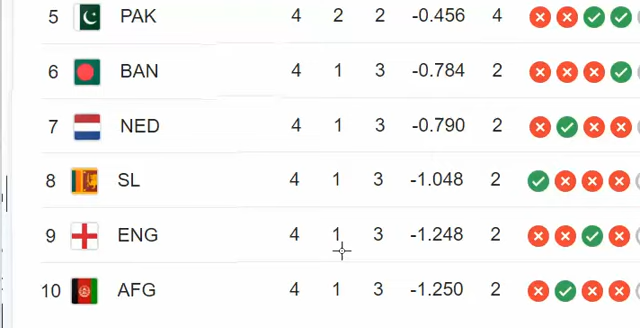 5 PAK 4 2 2 -0.456 4
6 BAN 4 1 3 -0.784 2
7 NED 4 1 3 -0.790 2
8 SL 4 1 3 -1.048 2
9 ENG 4 1 3 -1.248 2
10 AFG 4 1 3 -1.250 2